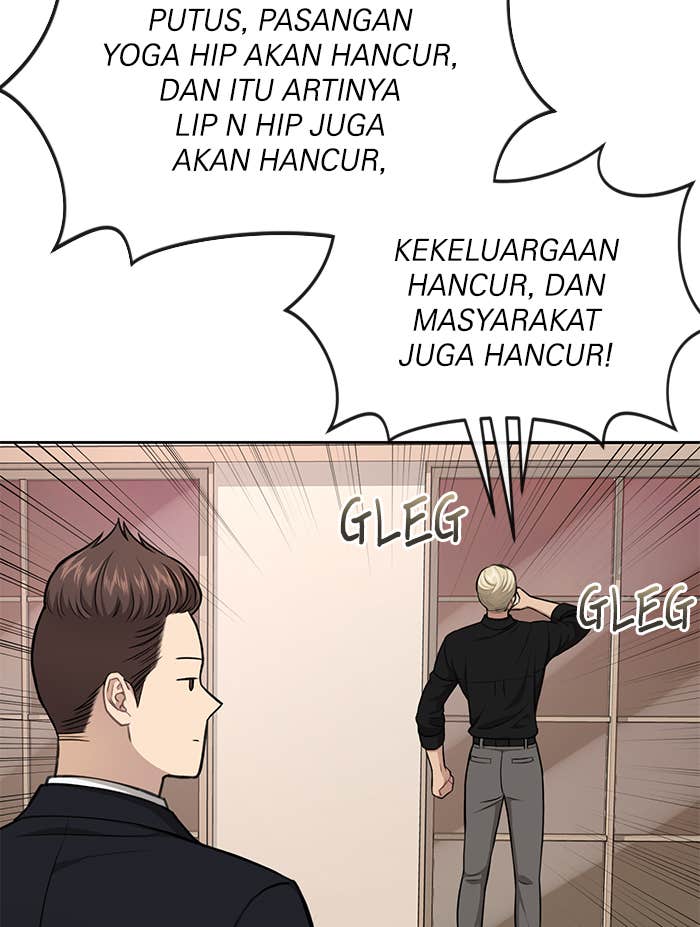 PUTUS, PASANGAN
YOGA HIP AKAN HANCUR,
DAN ITU ARTINYA
LIP N HIP JUGA
AKAN HANCUR,
KEKELUARGAAN
HANCUR, DAN
MASYARAKAT
JUGA HANCUR!
GLEG
GLEG